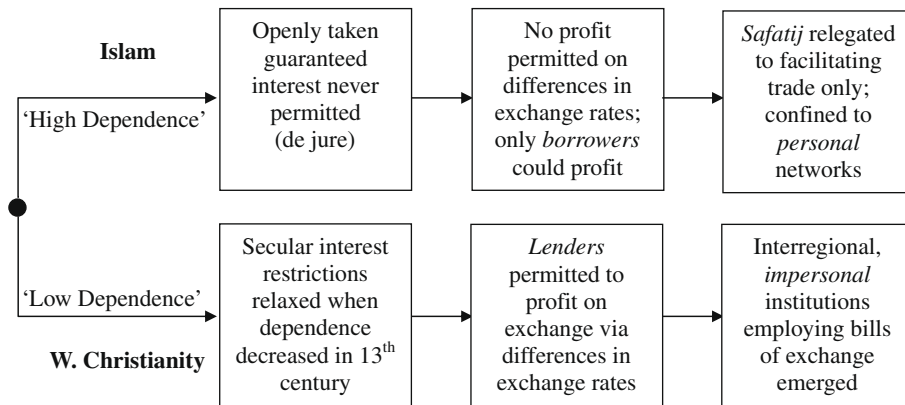 Islam
'High Dependence'
Openly taken
guaranteed
interest never
permitted
(de jure)
No profit
permitted on
differences in
exchange rates;
only borrowers
could profit
Safatij relegated
to facilitating
trade only;
confined to
personal
networks
'Low Dependence'
W. Christianity
Secular interest
restrictions
relaxed when
dependence
decreased in 13th
century
Lenders
permitted to
profit on
exchange via
differences in
exchange rates
Interregional,
impersonal
institutions
employing bills
of exchange
emerged